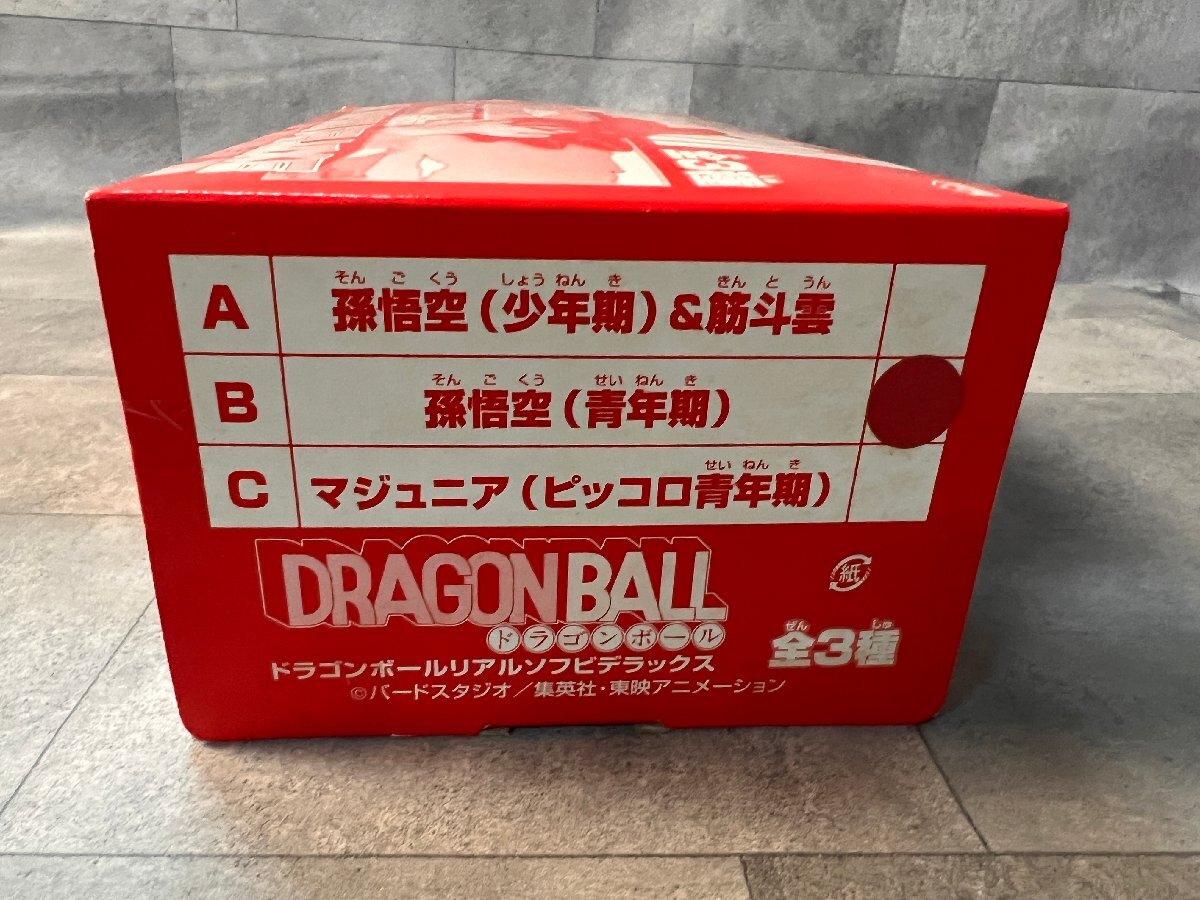 全3種
A
そんごくう しょうねんき きんとうん
孫悟空(少年期)&筋斗雲
B
そんごくう せいねんき
孫悟空(青年期)
C
せいねんき
マジュニア(ピッコロ青年期)
DRAGON BALL
ドラゴンボール
紙
ぜん しゅ
全3種
ドラゴンボールリアルソフビデラックス
©バードスタジオ/集英社・東映アニメーション